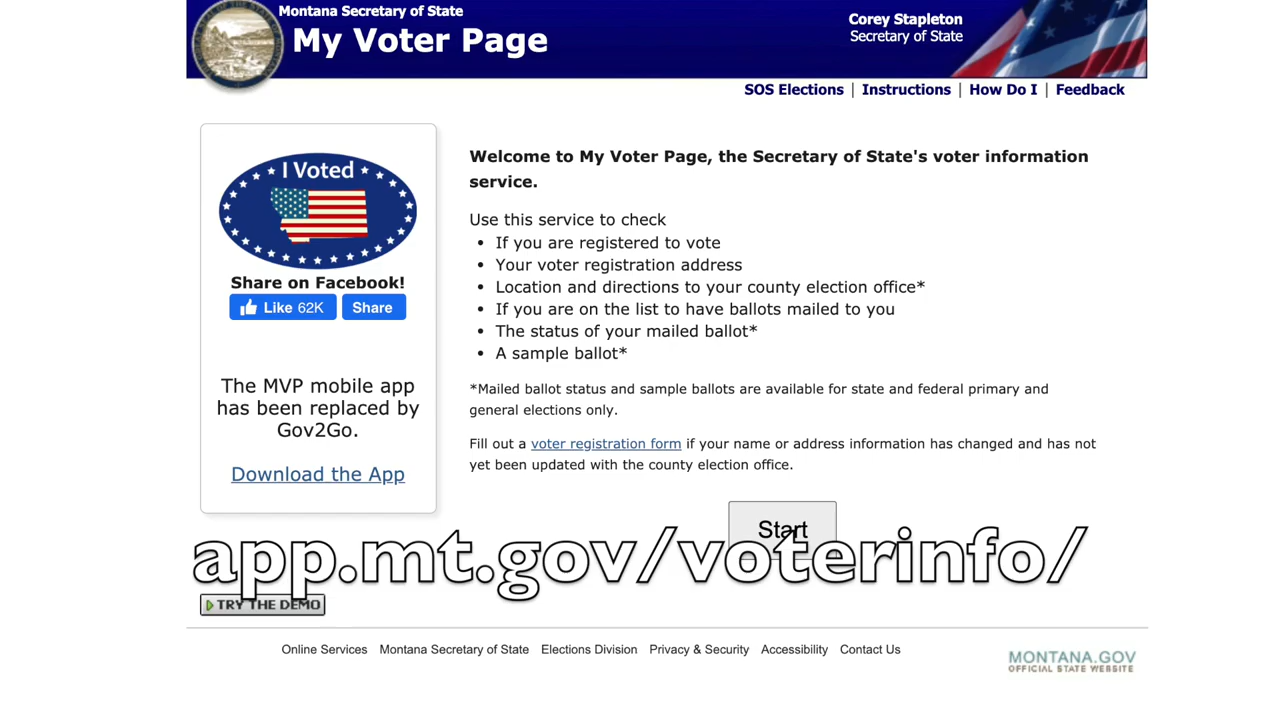 Montana Secretary of State
My Voter Page
Corey Stapleton
Secretary of State
SOS Elections | Instructions | How Do I | Feedback
I Voted
Share on Facebook!
Like 62K Share
The MVP mobile app
has been replaced by
Gov2Go.
Download the App
Welcome to My Voter Page, the Secretary of State's voter information
service.
Use this service to check
• If you are registered to vote
• Your voter registration address
• Location and directions to your county election office*
• If you are on the list to have ballots mailed to you
• The status of your mailed ballot*
• A sample ballot*
*Mailed ballot status and sample ballots are available for state and federal primary and
general elections only.
Fill out a voter registration form if your name or address information has changed and has not
yet been updated with the county election office.
Start
app.mt.gov/voterinfo/
TRY THE DEMO
Online Services Montana Secretary of State Elections Division Privacy & Security Accessibility Contact Us
MONTANA.GOV
OFFICIAL STATE WEBSITE